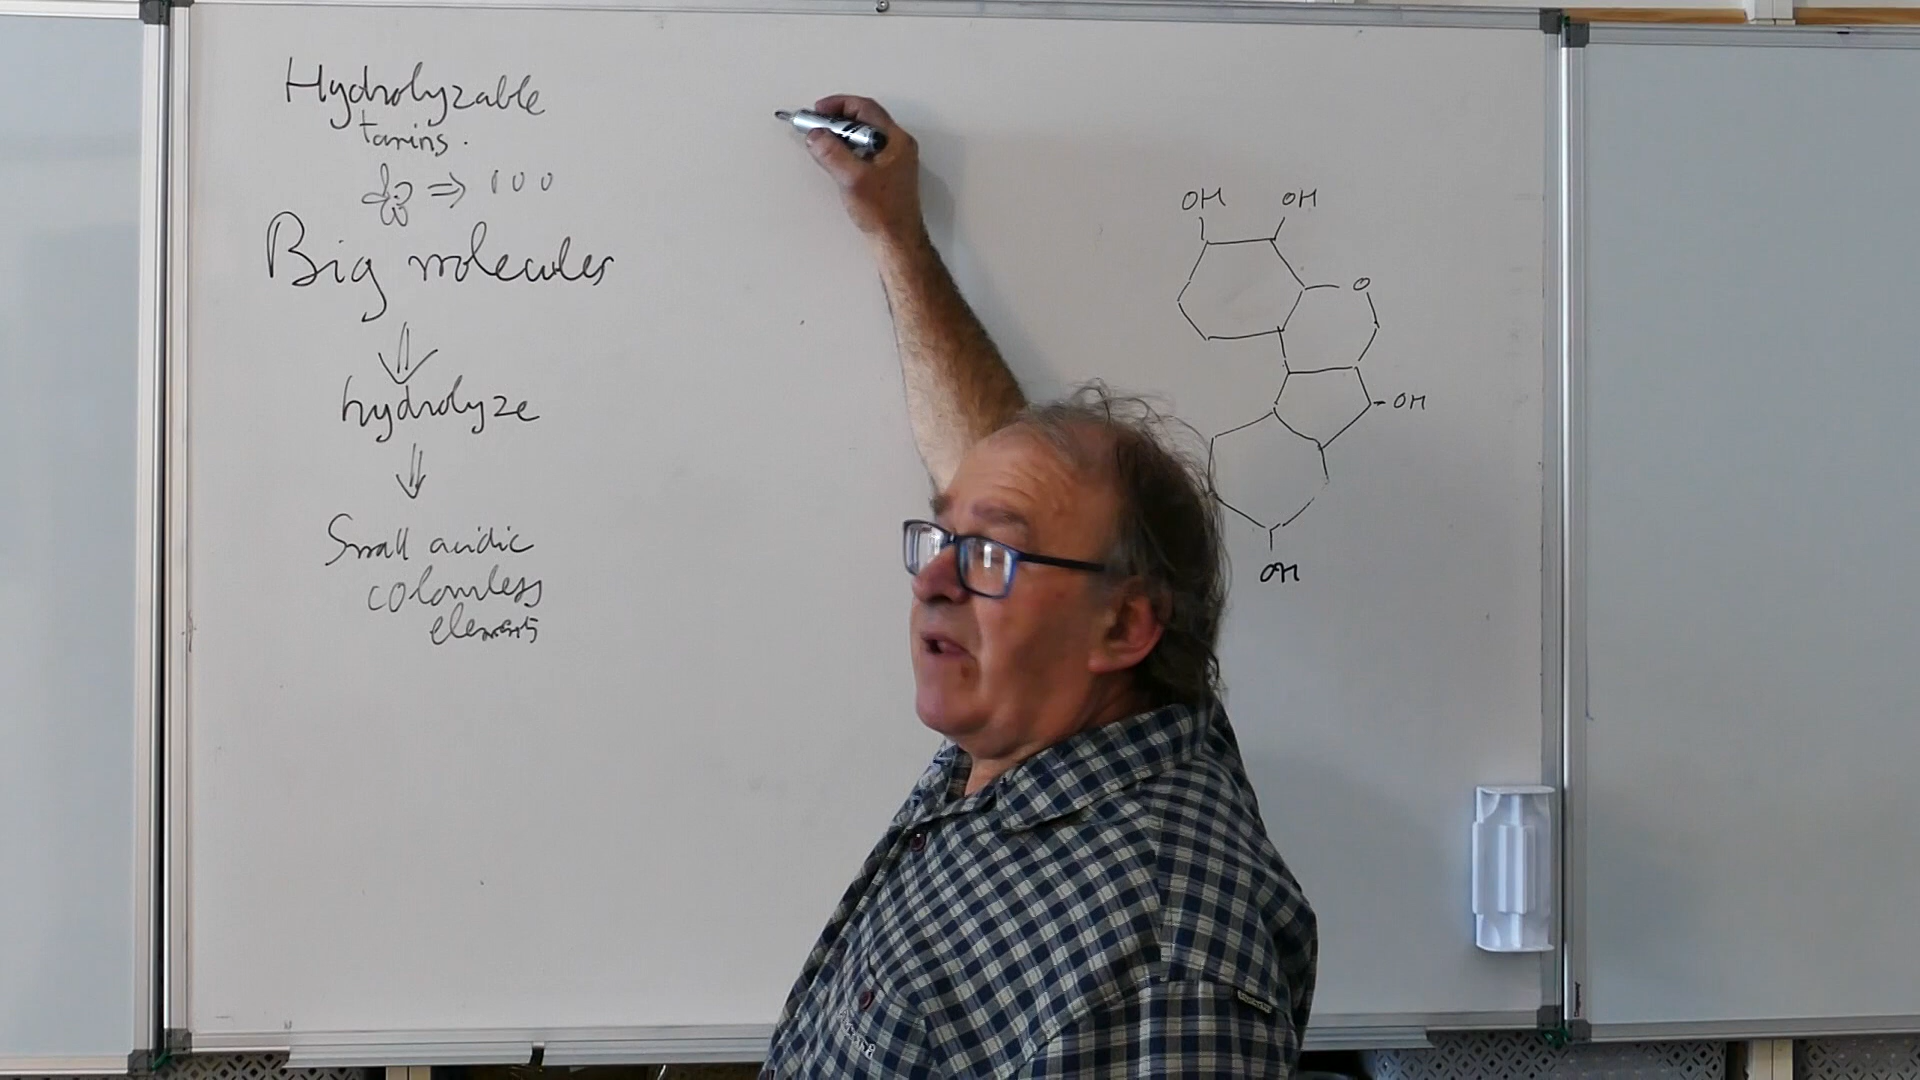 Hydrolyzable
tanins.
⇒ 100
Big molecules
⇓
hydrolyze
⇓
Small acidic
colourless
elements
OH OH
O
-OH
OH